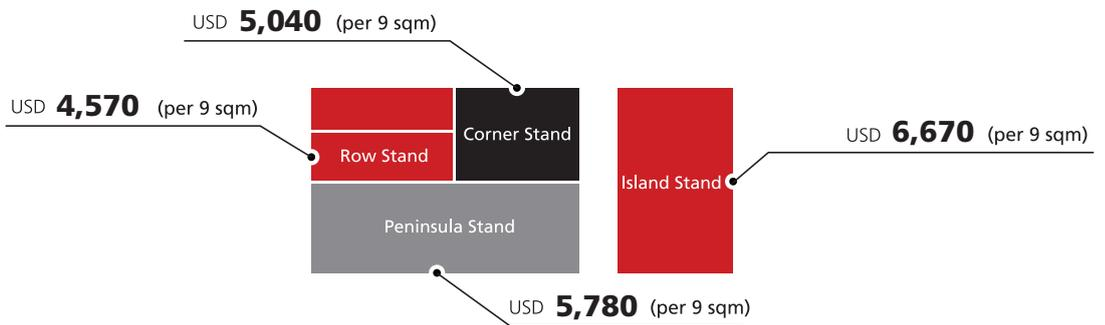 USD 5,040 (per 9 sqm)
USD 4,570 (per 9 sqm)
Corner Stand
USD 6,670 (per 9 sqm)
Row Stand
Island Stand
Peninsula Stand
USD 5,780 (per 9 sqm)